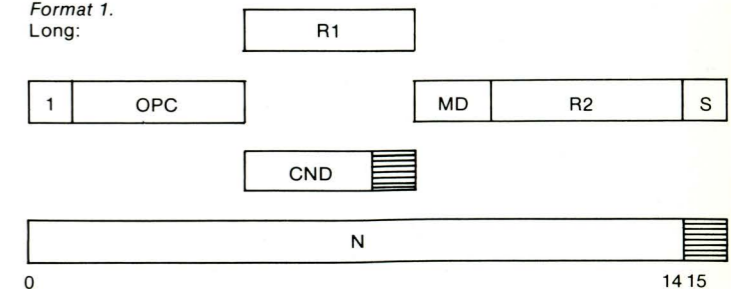 Format 1.
Long:
R1
1 OPC MD R2 S
CND
N
0 14 15